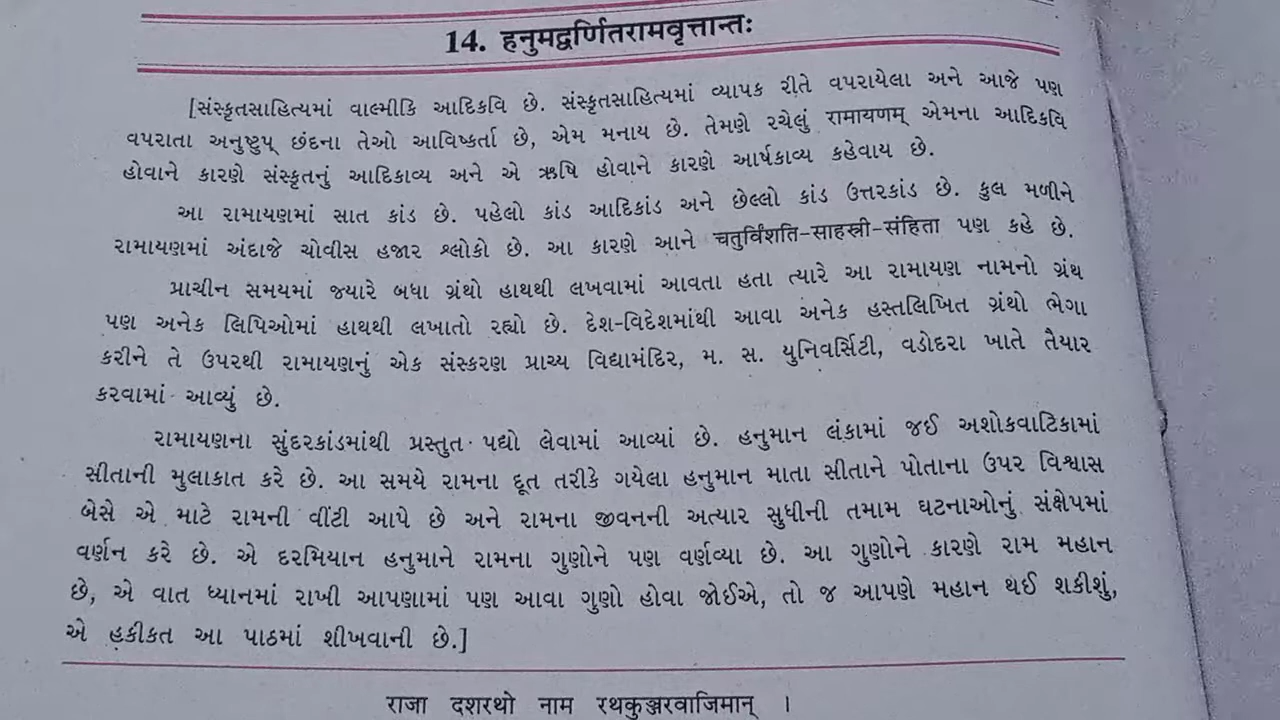 14. हनुमद्वर्णितरामवृत्तान्तः
[સંસ્કૃતસાહિત્યમાં વાલ્મીકિ આદિકવિ છે. સંસ્કૃતસાહિત્યમાં વ્યાપક રીતે વપરાયેલા અને આજે પણ
વપરાતા અનુષ્ટુપ્ છંદના તેઓ આવિષ્કર્તા છે, એમ મનાય છે. તેમણે રચેલું रामायणम् એમના આદિકવિ
હોવાને કારણે સંસ્કૃતનું આદિકાવ્ય અને એ ઋષિ હોવાને કારણે આર્ષકાવ્ય કહેવાય છે.
આ રામાયણમાં સાત કાંડ છે. પહેલો કાંડ આદિકાંડ અને છેલ્લો કાંડ ઉત્તરકાંડ છે. કુલ મળીને
રામાયણમાં અંદાજે ચોવીસ હજાર શ્લોકો છે. આ કારણે આને चतुर्विंशति-साहस्त्री-संहिता પણ કહે છે.
પ્રાચીન સમયમાં જ્યારે બધા ગ્રંથો હાથથી લખવામાં આવતા હતા ત્યારે આ રામાયણ નામનો ગ્રંથ
પણ અનેક લિપિઓમાં હાથથી લખાતો રહ્યો છે. દેશ-વિદેશમાંથી આવા અનેક હસ્તલિખિત ગ્રંથો ભેગા
કરીને તે ઉપરથી રામાયણનું એક સંસ્કરણ પ્રાચ્ય વિદ્યામંદિર, મ. સ. યુનિવર્સિટી, વડોદરા ખાતે તૈયાર
કરવામાં આવ્યું છે.
રામાયણના સુંદરકાંડમાંથી પ્રસ્તુત પદ્યો લેવામાં આવ્યાં છે. હનુમાન લંકામાં જઈ અશોકવાટિકામાં
સીતાની મુલાકાત કરે છે. આ સમયે રામના દૂત તરીકે ગયેલા હનુમાન માતા સીતાને પોતાના ઉપર વિશ્વાસ
બેસે એ માટે રામની વીંટી આપે છે અને રામના જીવનની અત્યાર સુધીની તમામ ઘટનાઓનું સંક્ષેપમાં
વર્ણન કરે છે. એ દરમિયાન હનુમાને રામના ગુણોને પણ વર્ણવ્યા છે. આ ગુણોને કારણે રામ મહાન
છે, એ વાત ધ્યાનમાં રાખી આપણામાં પણ આવા ગુણો હોવા જોઈએ, તો જ આપણે મહાન થઈ શકીશું,
એ હકીકત આ પાઠમાં શીખવાની છે.]
राजा दशरथो नाम रथकुञ्जरवाजिमान् ।